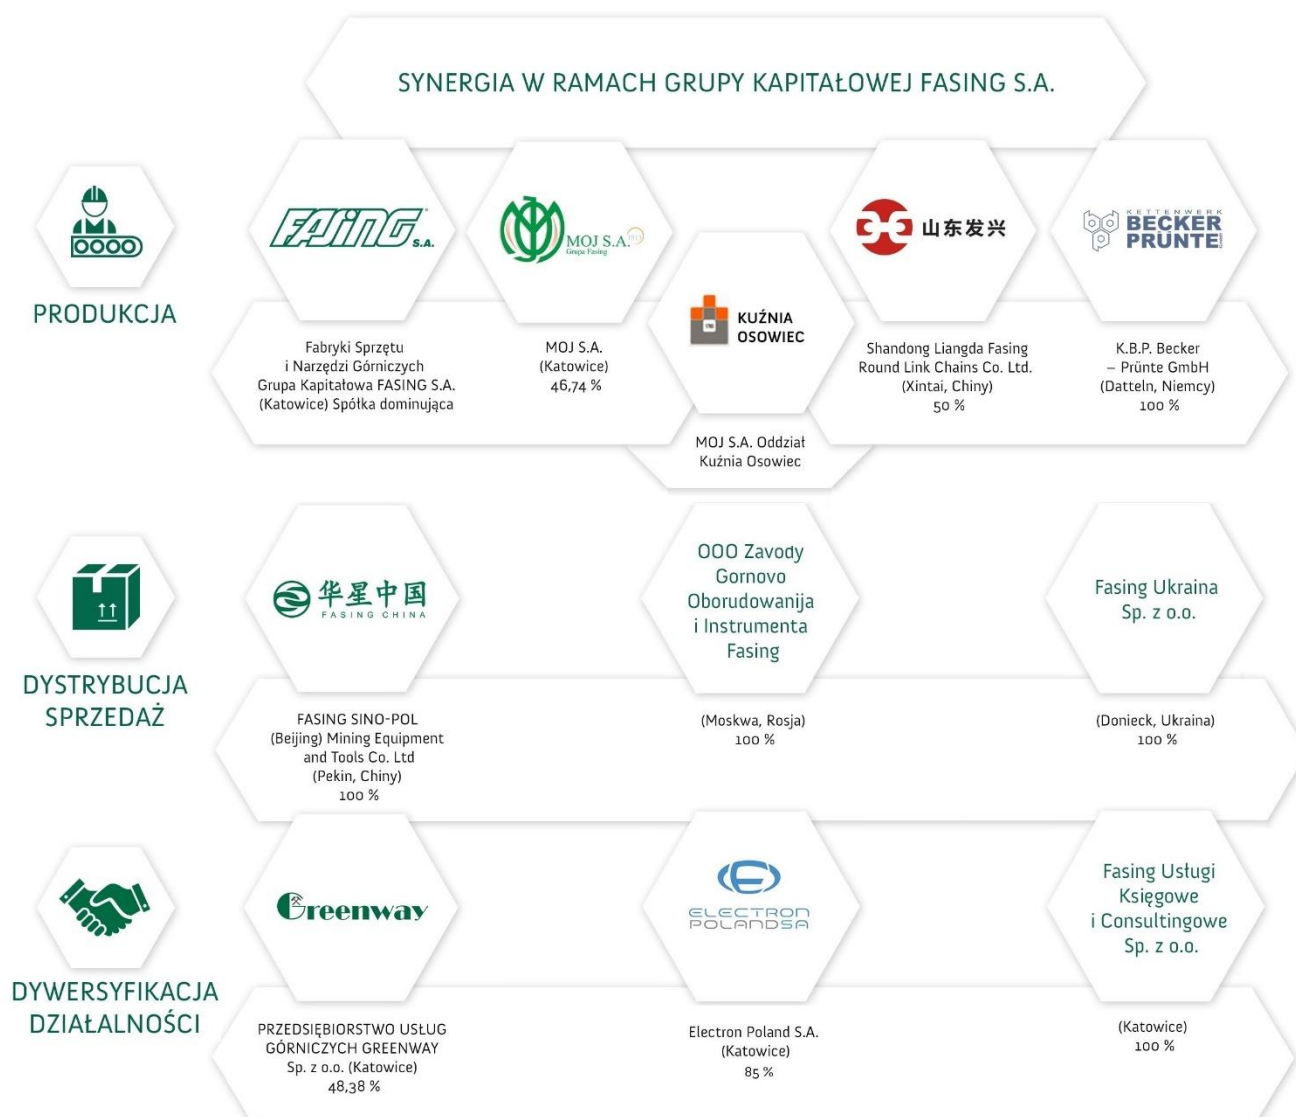 SYNERGIA W RAMACH GRUPY KAPITAŁOWEJ FASING S.A.
PRODUKCJA
FASING S.A.
MOJ S.A.
Grupa Fasing
KUŹNIA
OSOWIEC
山东发兴
KETTENWERK
BECKER
PRÜNTE
Fabryki Sprzętu
i Narzędzi Górniczych
Grupa Kapitałowa FASING S.A.
(Katowice) Spółka dominująca
MOJ S.A.
(Katowice)
46,74 %
MOJ S.A. Oddział
Kuźnia Osowiec
Shandong Liangda Fasing
Round Link Chains Co. Ltd.
(Xintai, Chiny)
50 %
K.B.P. Becker
– Prünte GmbH
(Datteln, Niemcy)
100 %
DYSTRYBUCJA
SPRZEDAŻ
华星中国
FASING CHINA
FASING SINO-POL
(Beijing) Mining Equipment
and Tools Co. Ltd
(Pekin, Chiny)
100 %
OOO Zavody
Gornovo
Oborudowanija
i Instrumenta
Fasing
(Moskwa, Rosja)
100 %
Fasing Ukraina
Sp. z o.o.
(Donieck, Ukraina)
100 %
DYWERSYFIKACJA
DZIAŁALNOŚCI
Greenway
PRZEDSIĘBIORSTWO USŁUG
GÓRNICZYCH GREENWAY
Sp. z o.o. (Katowice)
48,38 %
ELECTRON
POLANDSA
Electron Poland S.A.
(Katowice)
85 %
Fasing Usługi
Księgowe
i Consultingowe
Sp. z o.o.
(Katowice)
100 %